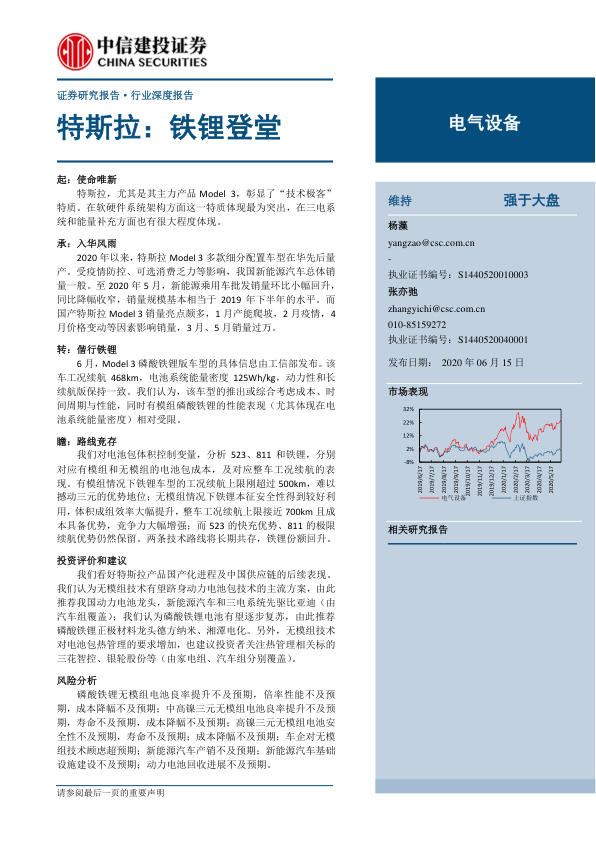 中信建投证券
CHINA SECURITIES
证券研究报告·行业深度报告
特斯拉：铁锂登堂
起：使命唯新
特斯拉，尤其是其主力产品 Model 3，彰显了“技术极客”
特质。在软硬件系统架构方面这一特质体现最为突出，在三电系
统和能量补充方面也有很大程度体现。
承：入华风雨
2020 年以来，特斯拉 Model 3 多款细分配置车型在华先后量
产。受疫情防控、可选消费乏力等影响，我国新能源汽车总体销
量一般。至 2020 年 5 月，新能源乘用车批发销量环比小幅回升，
同比降幅收窄，销量规模基本相当于 2019 年下半年的水平。而
国产特斯拉 Model 3 销量亮点颇多，1 月产能爬坡，2 月疫情，4
月价格变动等因素影响销量，3 月、5 月销量过万。
转：偕行铁锂
6 月，Model 3 磷酸铁锂版车型的具体信息由工信部发布。该
车工况续航 468km，电池系统能量密度 125Wh/kg，动力性和长
续航版保持一致。我们认为，该车型的推出或综合考虑成本、时
间周期与性能，同时有模组磷酸铁锂的性能表现（尤其体现在电
池系统能量密度）相对受限。
瞻：路线竞存
我们对电池包体积控制变量，分析 523、811 和铁锂，分别
对应有模组和无模组的电池包成本，及对应整车工况续航的表
现。有模组情况下铁锂车型的工况续航上限刚超过 500km，难以
撼动三元的优势地位；无模组情况下铁锂本征安全性得到较好利
用，体积成组效率大幅提升，整车工况续航上限接近 700km 且成
本具备优势，竞争力大幅增强；而 523 的快充优势、811 的极限
续航优势仍然保留。两条技术路线将长期共存，铁锂份额回升。
投资评价和建议
我们看好特斯拉产品国产化进程及中国供应链的后续表现。
我们认为无模组技术有望跻身动力电池包技术的主流方案，由此
推荐我国动力电池龙头，新能源汽车和三电系统先驱比亚迪（由
汽车组覆盖）；我们认为磷酸铁锂电池有望逐步复苏，由此推荐
磷酸铁锂正极材料龙头德方纳米、湘潭电化。另外，无模组技术
对电池包热管理的要求增加，也建议投资者关注热管理相关标的
三花智控、银轮股份等（由家电组、汽车组分别覆盖）。
风险分析
磷酸铁锂无模组电池良率提升不及预期，倍率性能不及预
期，成本降幅不及预期；中高镍三元无模组电池良率提升不及预
期，寿命不及预期，成本降幅不及预期；高镍三元无模组电池安
全性不及预期，寿命不及预期；成本降幅不及预期；车企对无模
组技术顾虑超预期；新能源汽车产销不及预期；新能源汽车基础
设施建设不及预期；动力电池回收进展不及预期。
请参阅最后一页的重要声明
电气设备
维持 强于大盘
杨藻
yangzao@csc.com.cn
-
执业证书编号：S1440520010003
张亦弛
zhangyichi@csc.com.cn
010-85159272
执业证书编号：S1440520040001
发布日期： 2020 年 06 月 15 日
市场表现
32%
22%
12%
2%
-8%
2019/6/17
2019/7/17
2019/8/17
2019/9/17
2019/10/17
2019/11/17
2019/12/17
2020/1/17
2020/2/17
2020/3/17
2020/4/17
2020/5/17
电气设备 上证指数
相关研究报告